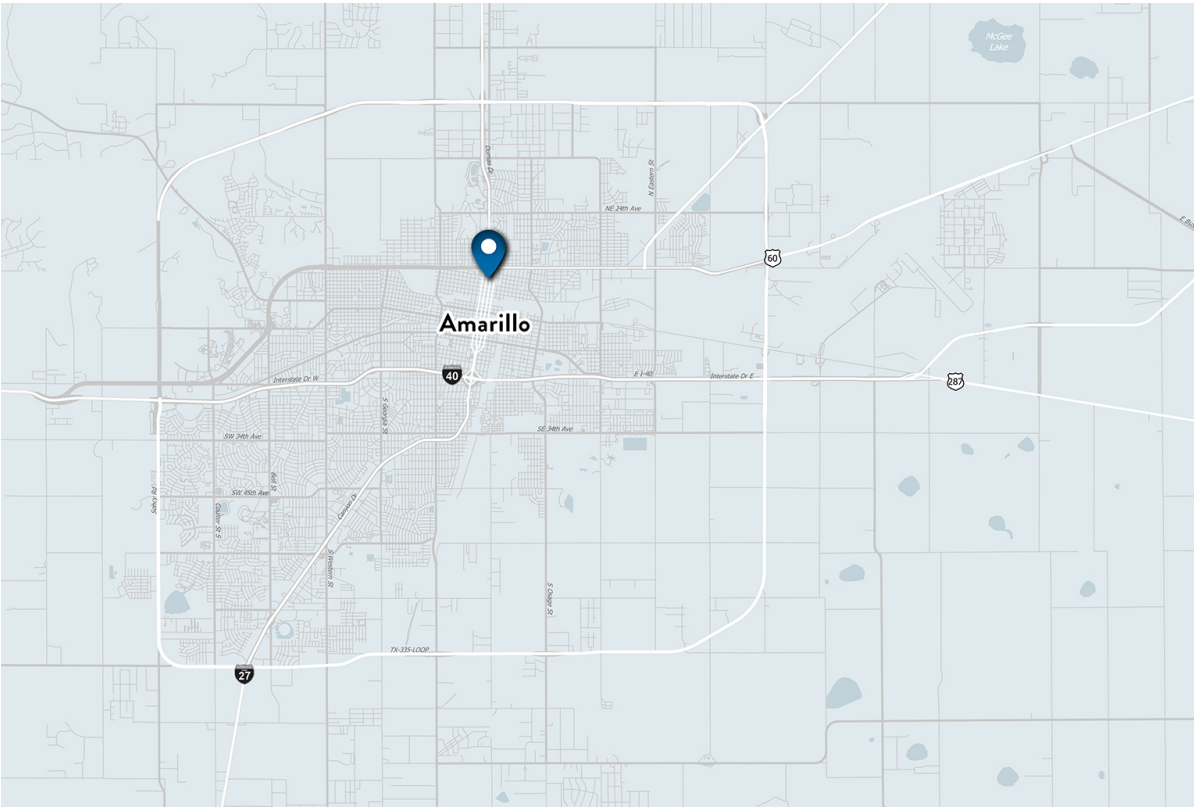 McGee
Lake
Dumas Dr
N Eastern St
NE 24th Ave
60
Amarillo
40
E I-40
Interstate Dr W
Interstate Dr E
287
S Georgia St
SW 34th Ave
SE 34th Ave
Bell St
SW 45th Ave
Soncy Rd
Coulter St S
Canyon Dr
S Western St
S Osage St
TX-335-LOOP
27